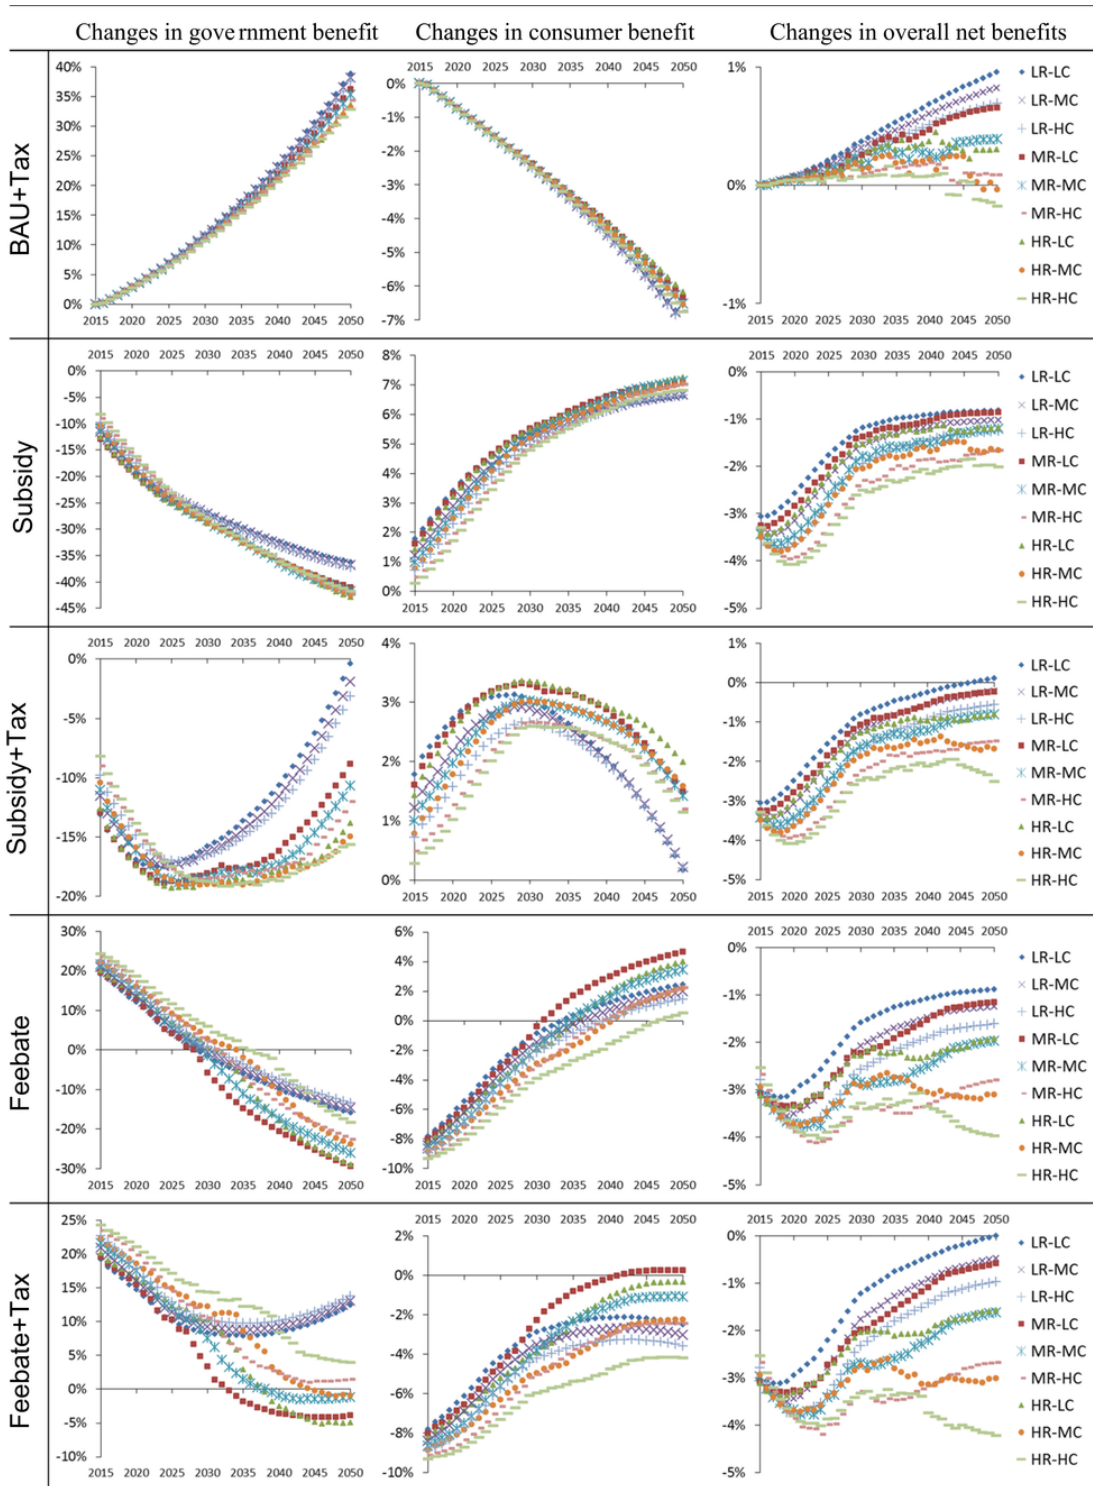 Changes in government benefit Changes in consumer benefit Changes in overall net benefits
BAU+Tax
40%
35%
30%
25%
20%
15%
10%
5%
0%
2015 2020 2025 2030 2035 2040 2045 2050
2015 2020 2025 2030 2035 2040 2045 2050
0%
-1%
-2%
-3%
-4%
-5%
-6%
-7%
1%
0%
-1%
2015 2020 2025 2030 2035 2040 2045 2050
LR-LC
LR-MC
LR-HC
MR-LC
MR-MC
MR-HC
HR-LC
HR-MC
HR-HC
Subsidy
2015 2020 2025 2030 2035 2040 2045 2050
0%
-5%
-10%
-15%
-20%
-25%
-30%
-35%
-40%
-45%
8%
7%
6%
5%
4%
3%
2%
1%
0%
2015 2020 2025 2030 2035 2040 2045 2050
2015 2020 2025 2030 2035 2040 2045 2050
0%
-1%
-2%
-3%
-4%
-5%
LR-LC
LR-MC
LR-HC
MR-LC
MR-MC
MR-HC
HR-LC
HR-MC
HR-HC
Subsidy+Tax
2015 2020 2025 2030 2035 2040 2045 2050
0%
-5%
-10%
-15%
-20%
4%
3%
2%
1%
0%
2015 2020 2025 2030 2035 2040 2045 2050
1%
0%
-1%
-2%
-3%
-4%
-5%
2015 2020 2025 2030 2035 2040 2045 2050
LR-LC
LR-MC
LR-HC
MR-LC
MR-MC
MR-HC
HR-LC
HR-MC
HR-HC
Feebate
30%
20%
10%
0%
-10%
-20%
-30%
2015 2020 2025 2030 2035 2040 2045 2050
6%
4%
2%
0%
-2%
-4%
-6%
-8%
-10%
2015 2020 2025 2030 2035 2040 2045 2050
2015 2020 2025 2030 2035 2040 2045 2050
0%
-1%
-2%
-3%
-4%
-5%
LR-LC
LR-MC
LR-HC
MR-LC
MR-MC
MR-HC
HR-LC
HR-MC
HR-HC
Feebate+Tax
25%
20%
15%
10%
5%
0%
-5%
-10%
2015 2020 2025 2030 2035 2040 2045 2050
2015 2020 2025 2030 2035 2040 2045 2050
2%
0%
-2%
-4%
-6%
-8%
-10%
2015 2020 2025 2030 2035 2040 2045 2050
0%
-1%
-2%
-3%
-4%
-5%
LR-LC
LR-MC
LR-HC
MR-LC
MR-MC
MR-HC
HR-LC
HR-MC
HR-HC